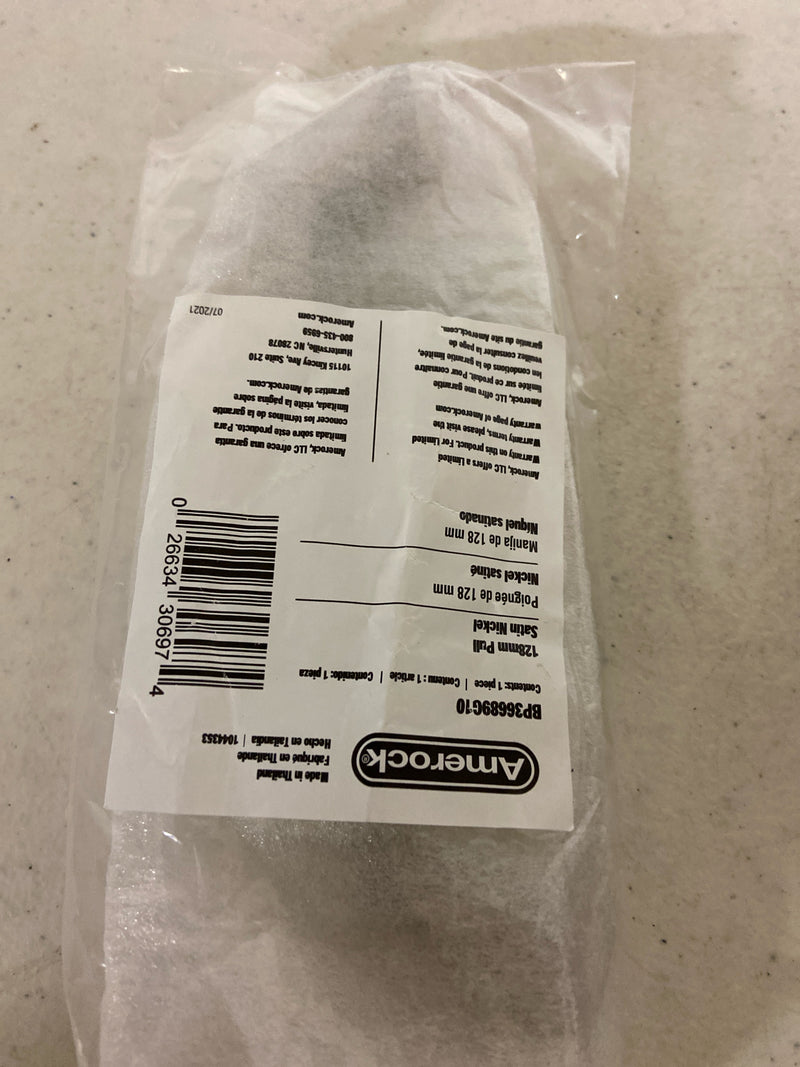 Amerock®
Made in Thailand
Fabriqué en Thaïlande
Hecho en Tailandia | 1044353
BP36689G10
Contents: 1 piece | Contenu : 1 article | Contenido: 1 pieza
128mm Pull
Satin Nickel
Poignée de 128 mm
Nickel satiné
Manija de 128 mm
Níquel satinado
0 26634 30697 4
Amerock, LLC offers a Limited
Warranty on this product. For Limited
Warranty terms, please visit the
warranty page of Amerock.com
Amerock, LLC offre une garantie
limitée sur ce produit. Pour connaître
les conditions de la garantie limitée,
veuillez consulter la page de
garantie du site Amerock.com.
Amerock, LLC ofrece una garantía
limitada sobre este producto. Para
conocer los términos de la garantía
limitada, visite la página sobre
garantías de Amerock.com.
10115 Kincey Ave, Suite 210
Huntersville, NC 28078
800-435-6959
Amerock.com
07/2021